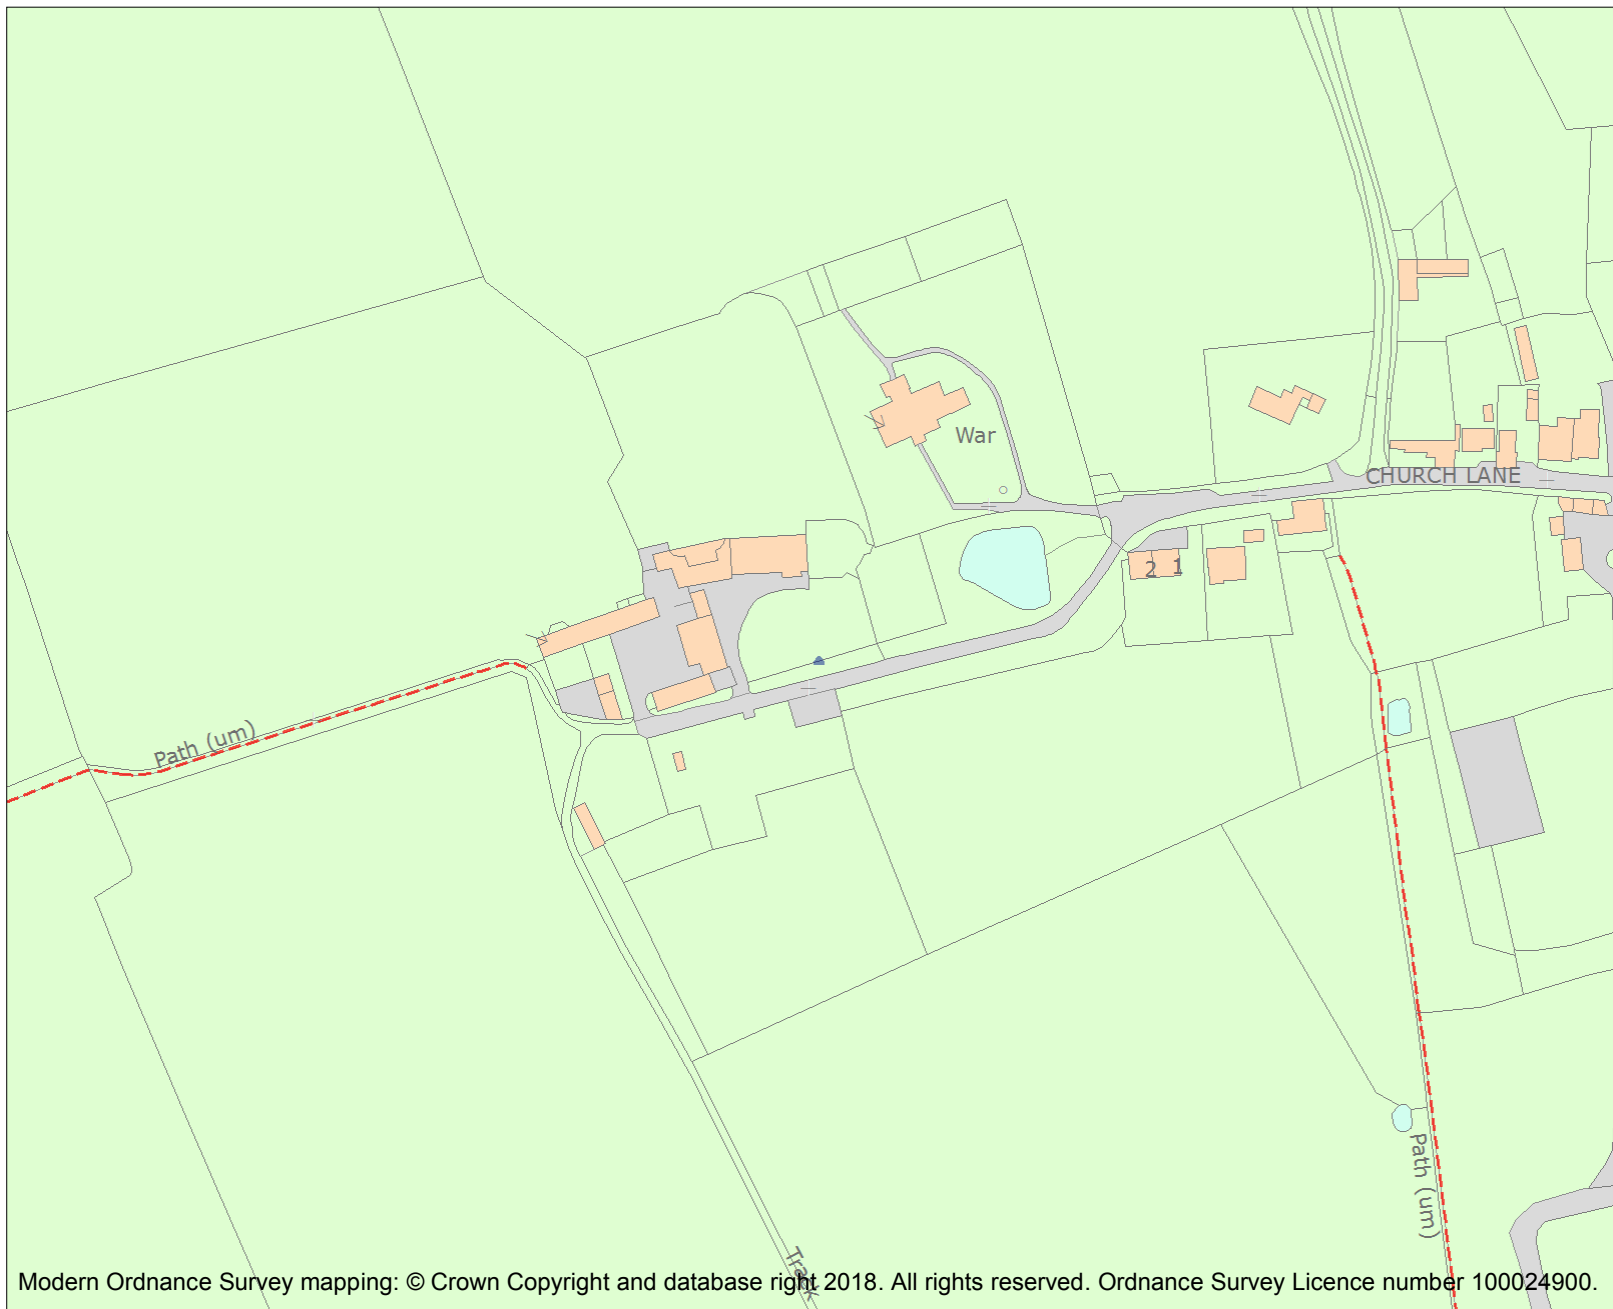 War
CHURCH LANE
2 1
Path (um)
Path (um)
Track
Modern Ordnance Survey mapping: © Crown Copyright and database right 2018. All rights reserved. Ordnance Survey Licence number 100024900.